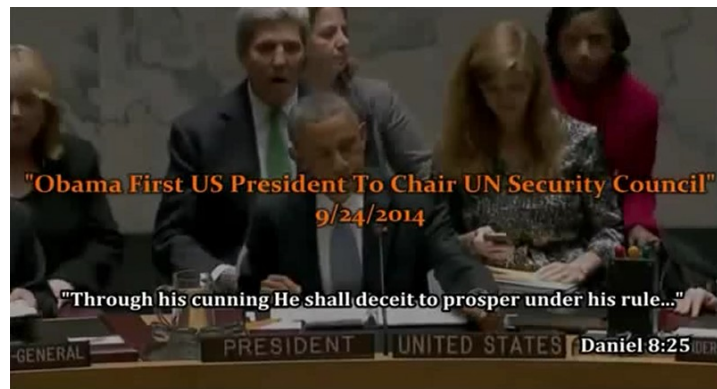 "Obama First US President To Chair UN Security Council"
9/24/2014
"Through his cunning He shall deceit to prosper under his rule..."
Daniel 8:25
-GENERAL
PRESIDENT
UNITED STATES